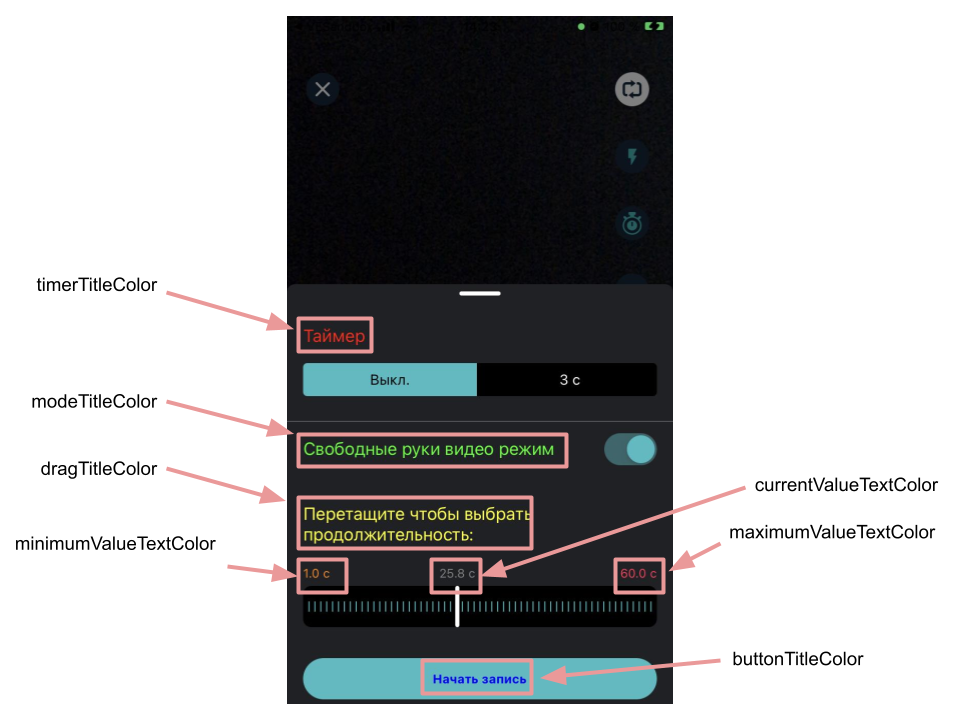 timerTitleColor
Таймер
Выкл.
3 с
modeTitleColor
Свободные руки видео режим
dragTitleColor
Перетащите чтобы выбрать
продолжительность:
currentValueTextColor
maximumValueTextColor
minimumValueTextColor
1.0 с
25.8 с
60.0 с
buttonTitleColor
Начать запись